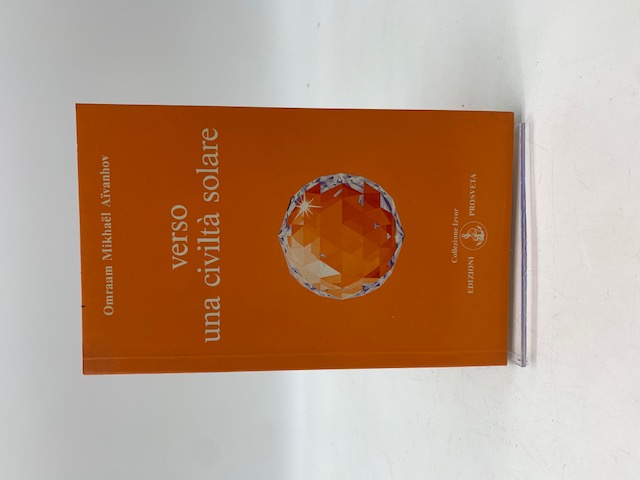 Omraam Mikhaël Aïvanhov
verso
una civiltà solare
Collezione Izvor
EDIZIONI PROSVETA